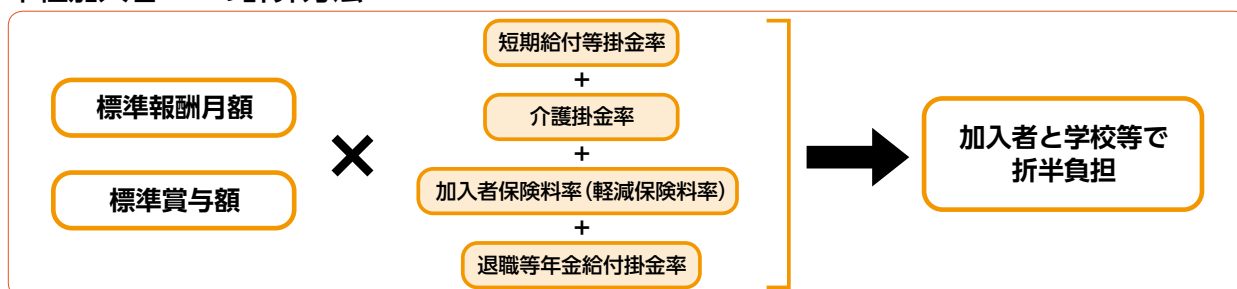 標準報酬月額
標準賞与額
×
短期給付等掛金率
+
介護掛金率
+
加入者保険料率(軽減保険料率)
+
退職等年金給付掛金率
加入者と学校等で
折半負担